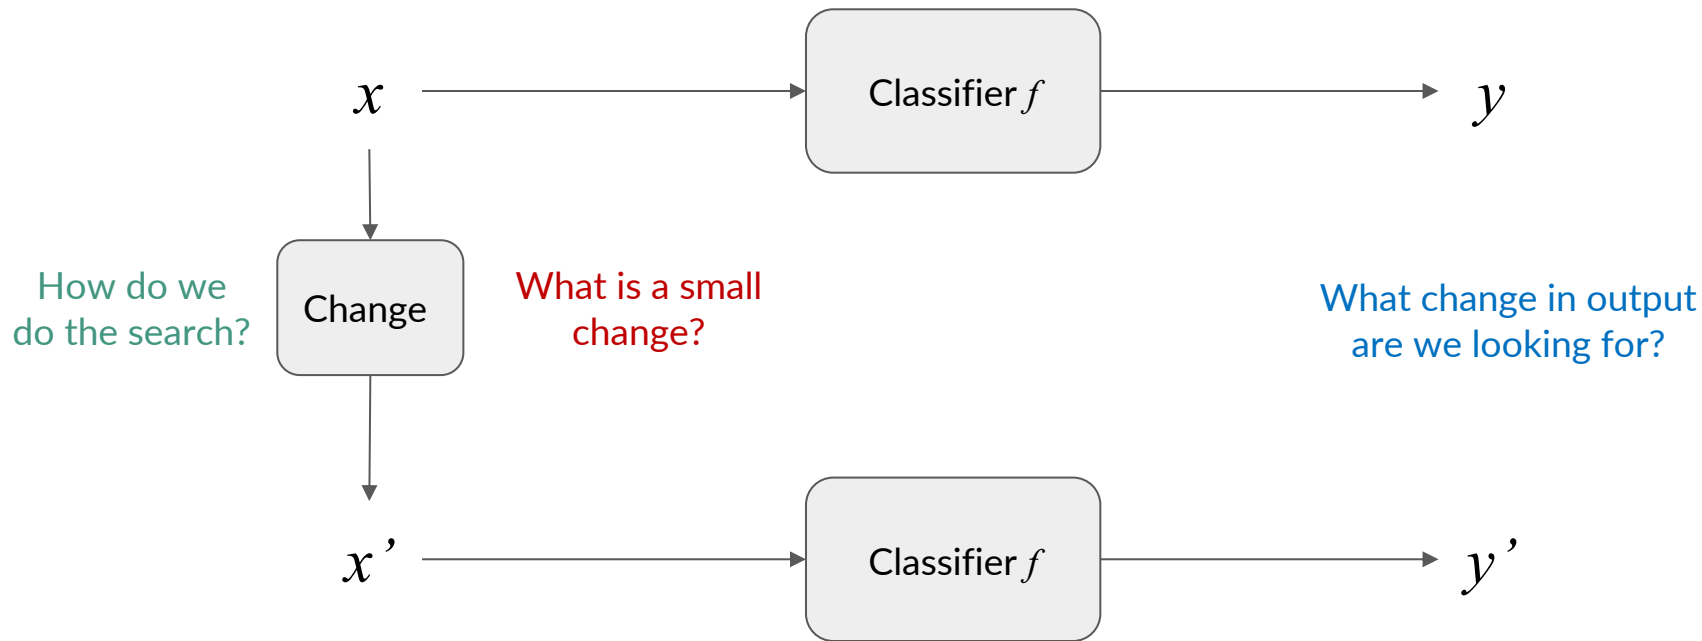 x
Classifier f
y
How do we
do the search?
Change
What is a small
change?
What change in output
are we looking for?
x’
Classifier f
y’